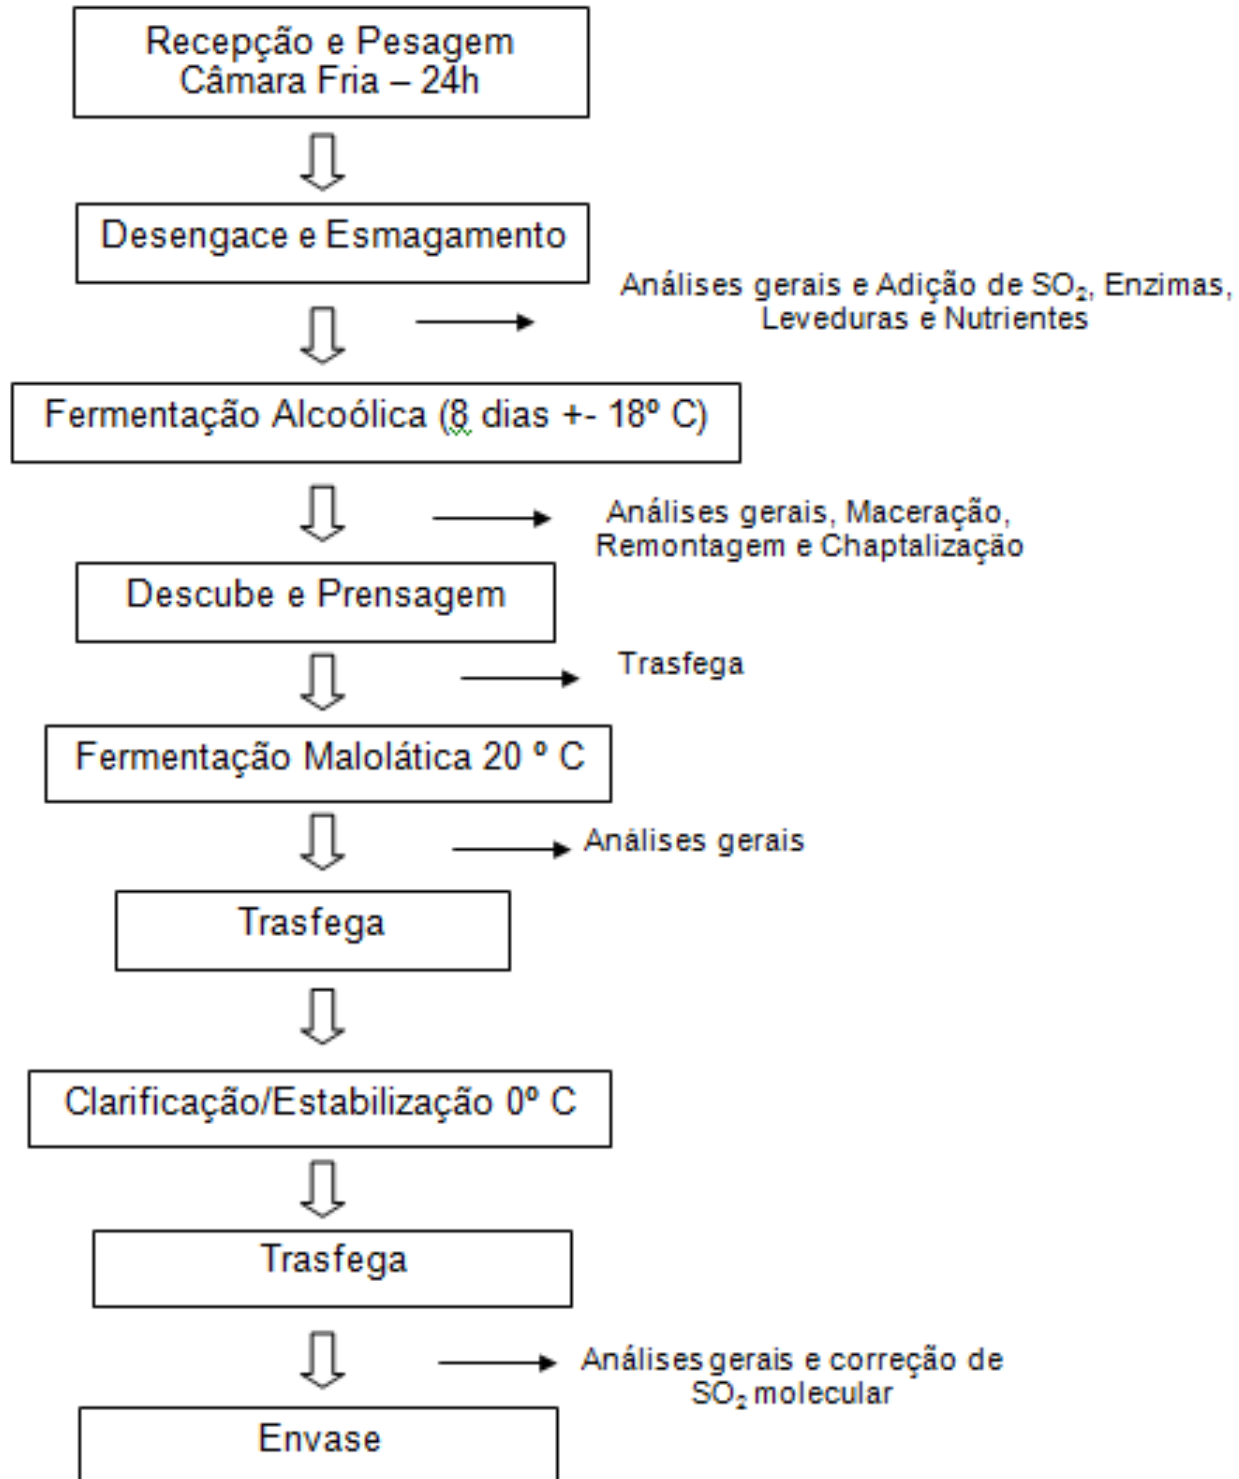 Recepção e Pesagem
Câmara Fria – 24h
Desengace e Esmagamento
Análises gerais e Adição de SO₂, Enzimas,
Leveduras e Nutrientes
Fermentação Alcoólica (8 dias +- 18º C)
Análises gerais, Maceração,
Remontagem e Chaptalização
Descube e Prensagem
Trasfega
Fermentação Malolática 20 º C
Análises gerais
Trasfega
Clarificação/Estabilização 0º C
Trasfega
Análises gerais e correção de
SO₂ molecular
Envase